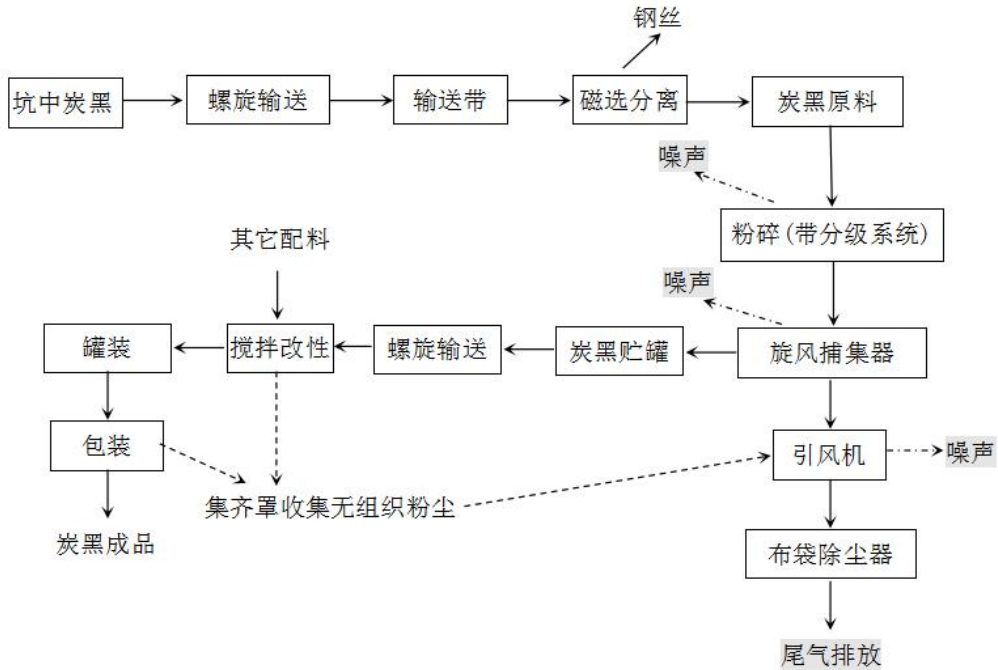 钢丝
坑中炭黑
螺旋输送
输送带
磁选分离
炭黑原料
噪声
粉碎(带分级系统)
其它配料
噪声
罐装
搅拌改性
螺旋输送
炭黑贮罐
旋风捕集器
包装
引风机
噪声
集齐罩收集无组织粉尘
炭黑成品
布袋除尘器
尾气排放